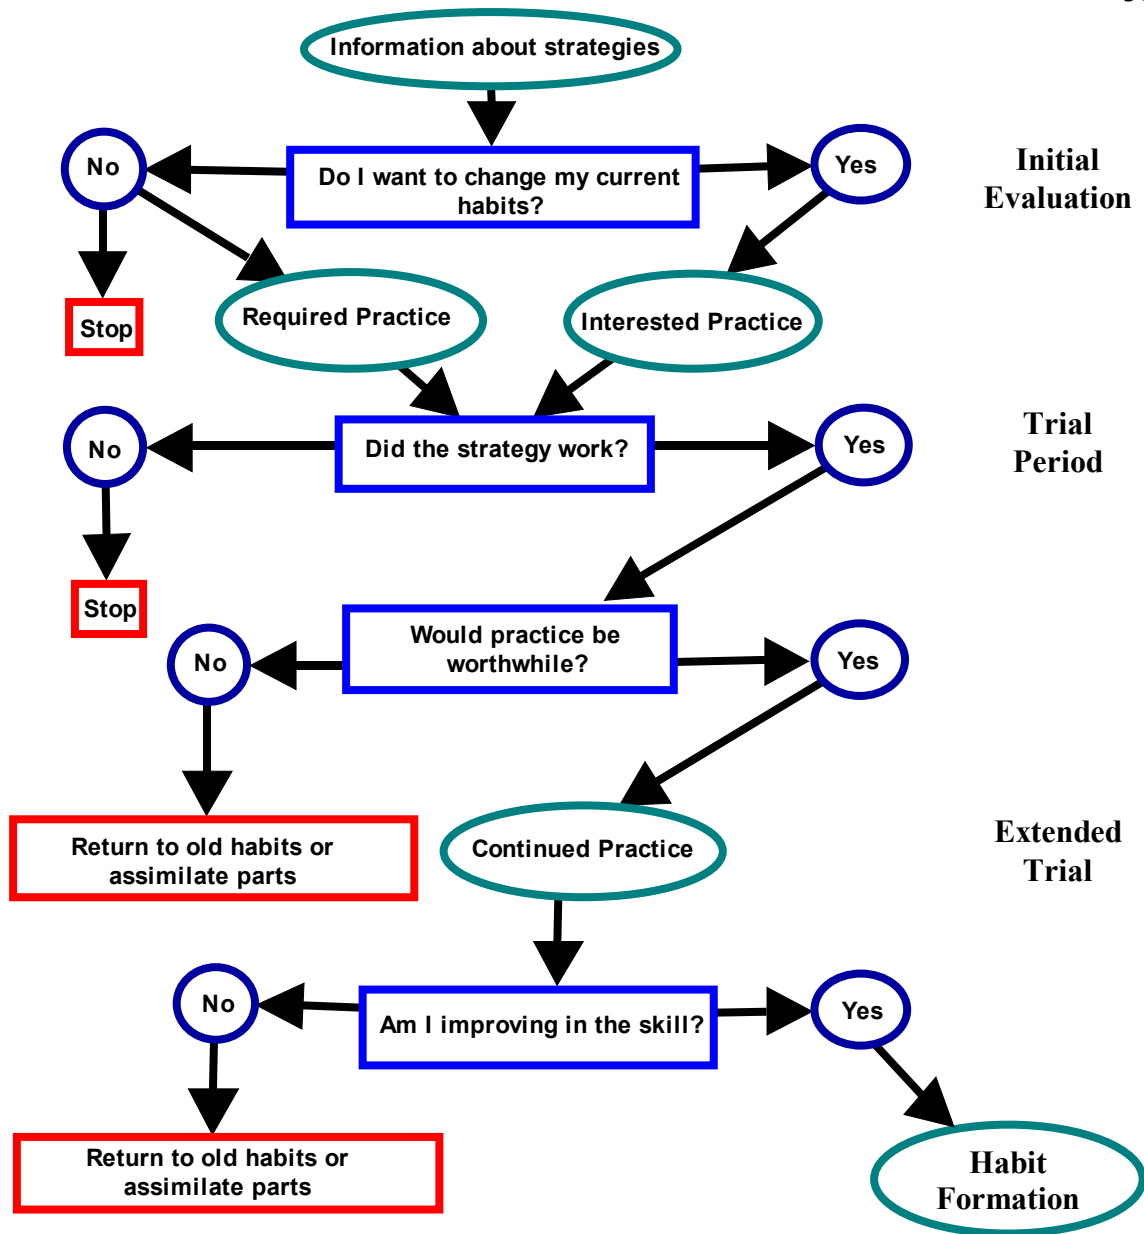 Information about strategies
No
Do I want to change my current
habits?
Yes
Initial
Evaluation
Stop
Required Practice
Interested Practice
No
Did the strategy work?
Yes
Trial
Period
Stop
No
Would practice be
worthwhile?
Yes
Return to old habits or
assimilate parts
Continued Practice
Extended
Trial
No
Am I improving in the skill?
Yes
Return to old habits or
assimilate parts
Habit
Formation